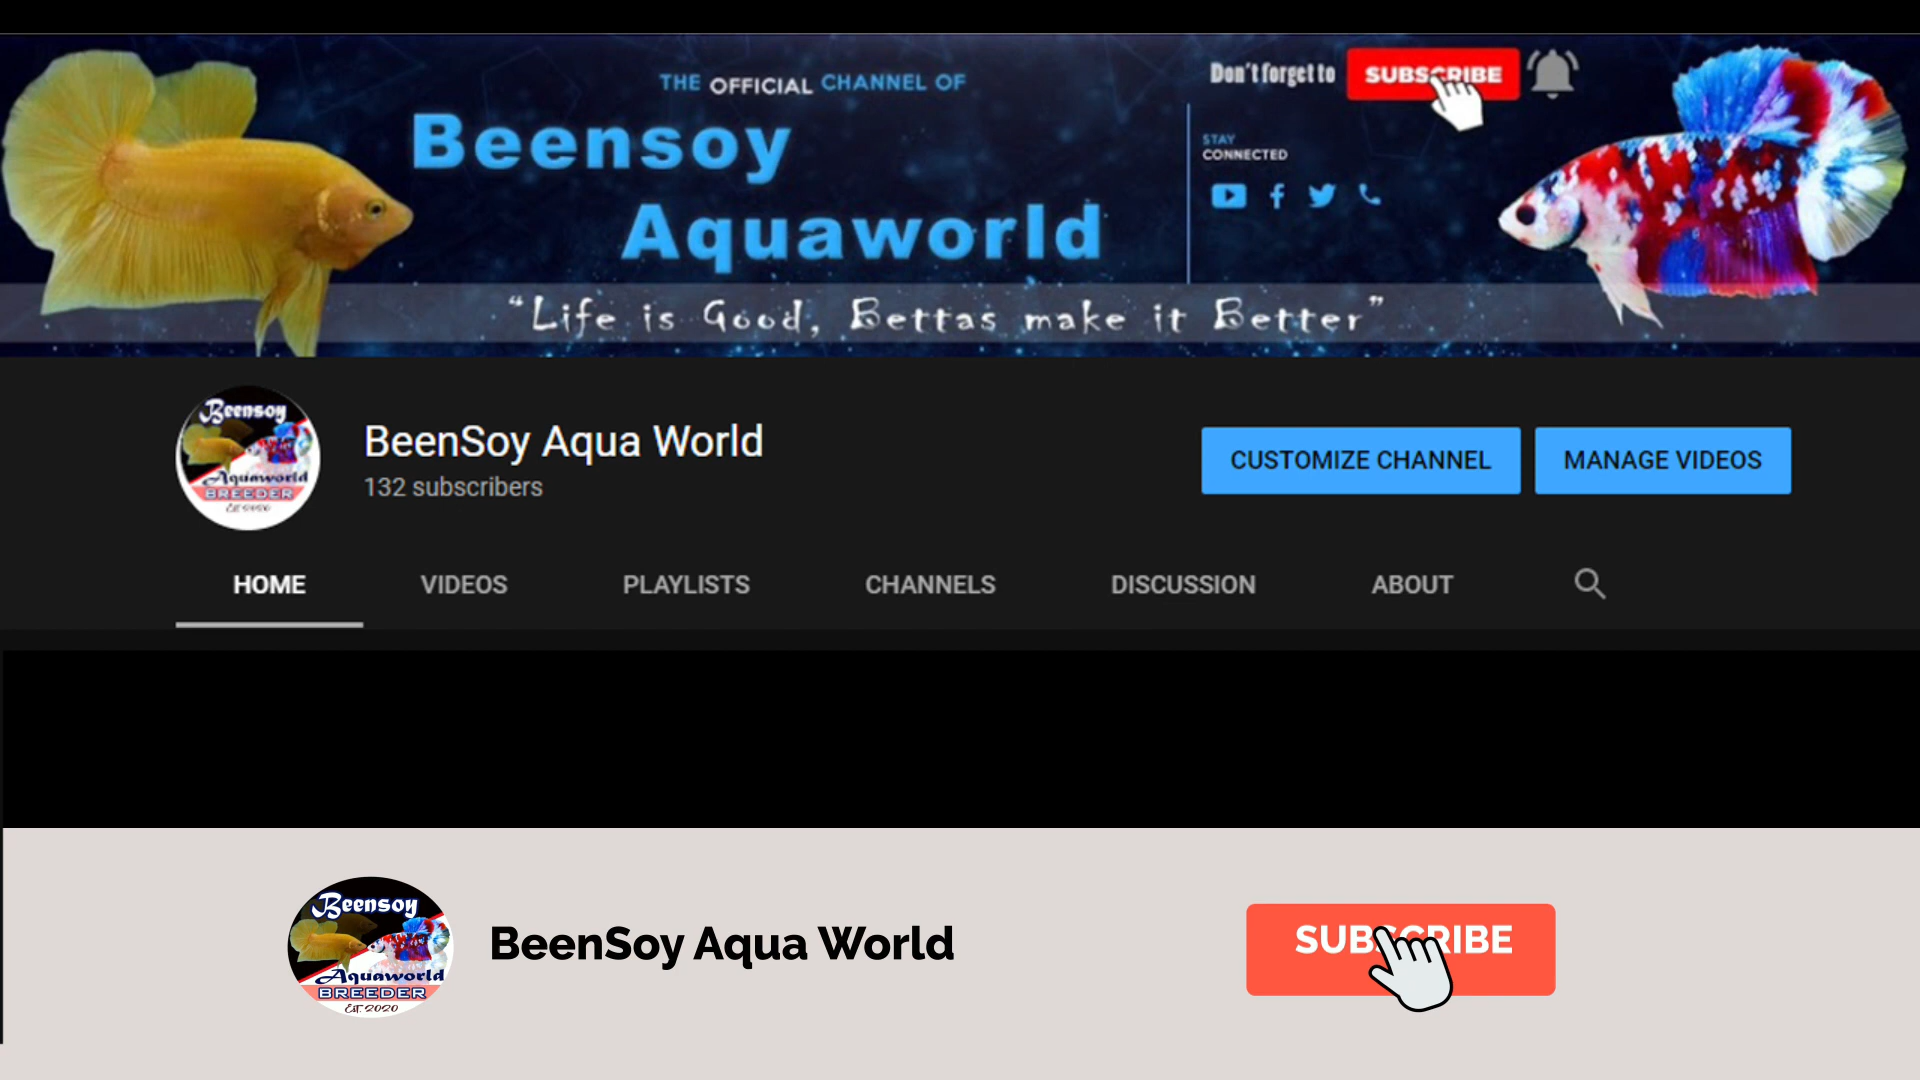 THE OFFICIAL CHANNEL OF
Beensoy
Aquaworld
Don't forget to SUBSCRIBE
STAY
CONNECTED
“Life is Good, Bettas make it Better”
Beensoy
Aquaworld
BREEDER
Est. 2020
BeenSoy Aqua World
132 subscribers
CUSTOMIZE CHANNEL
MANAGE VIDEOS
HOME VIDEOS PLAYLISTS CHANNELS DISCUSSION ABOUT
Beensoy
Aquaworld
BREEDER
Est. 2020
BeenSoy Aqua World
SUBSCRIBE